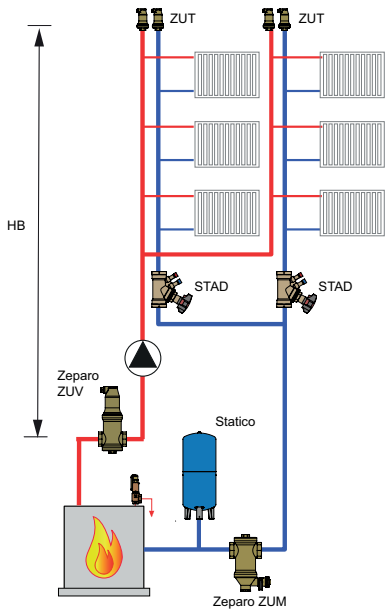 ZUT
ZUT
HB
STAD
STAD
Zeparo
ZUV
Statico
Zeparo ZUM